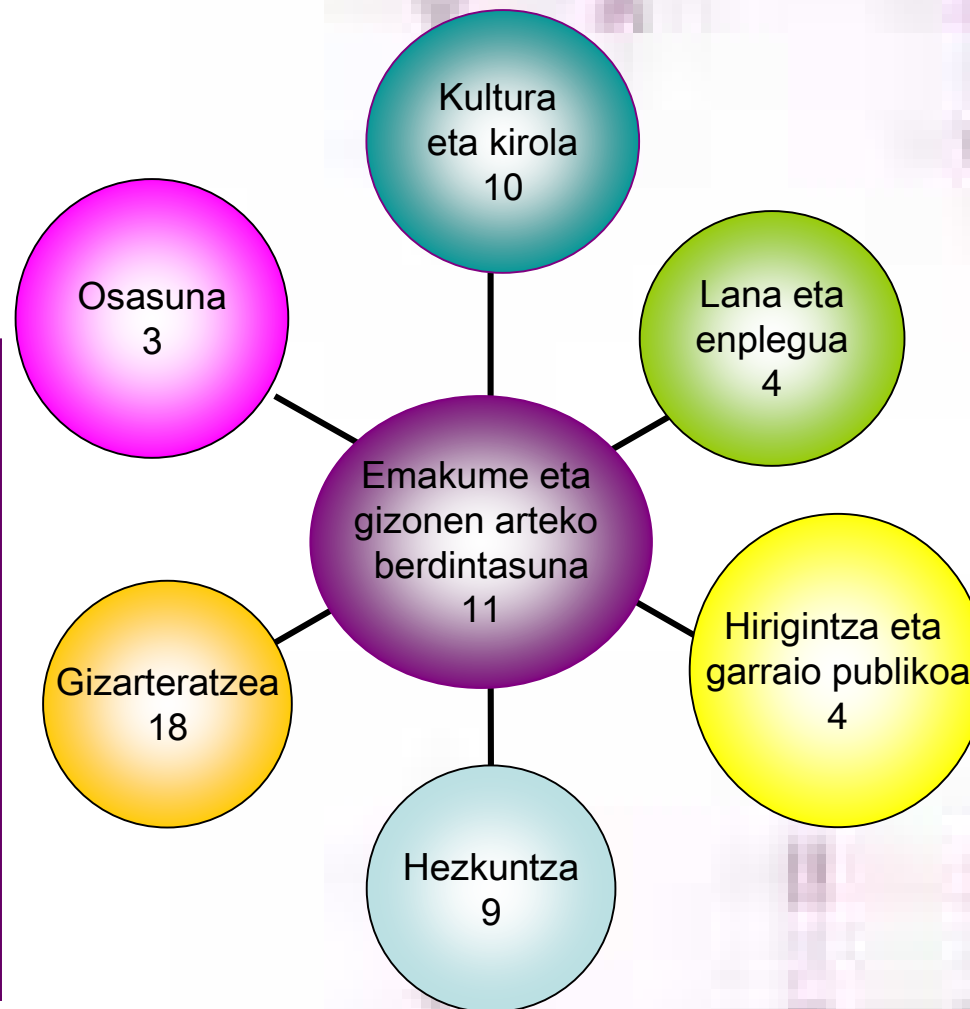 Kultura
eta kirola
10
Osasuna
3
Lana eta
enplegua
4
Emakume eta
gizonen arteko
berdintasuna
11
Hirigintza eta
garraio publikoa
4
Gizarteratzea
18
Hezkuntza
9